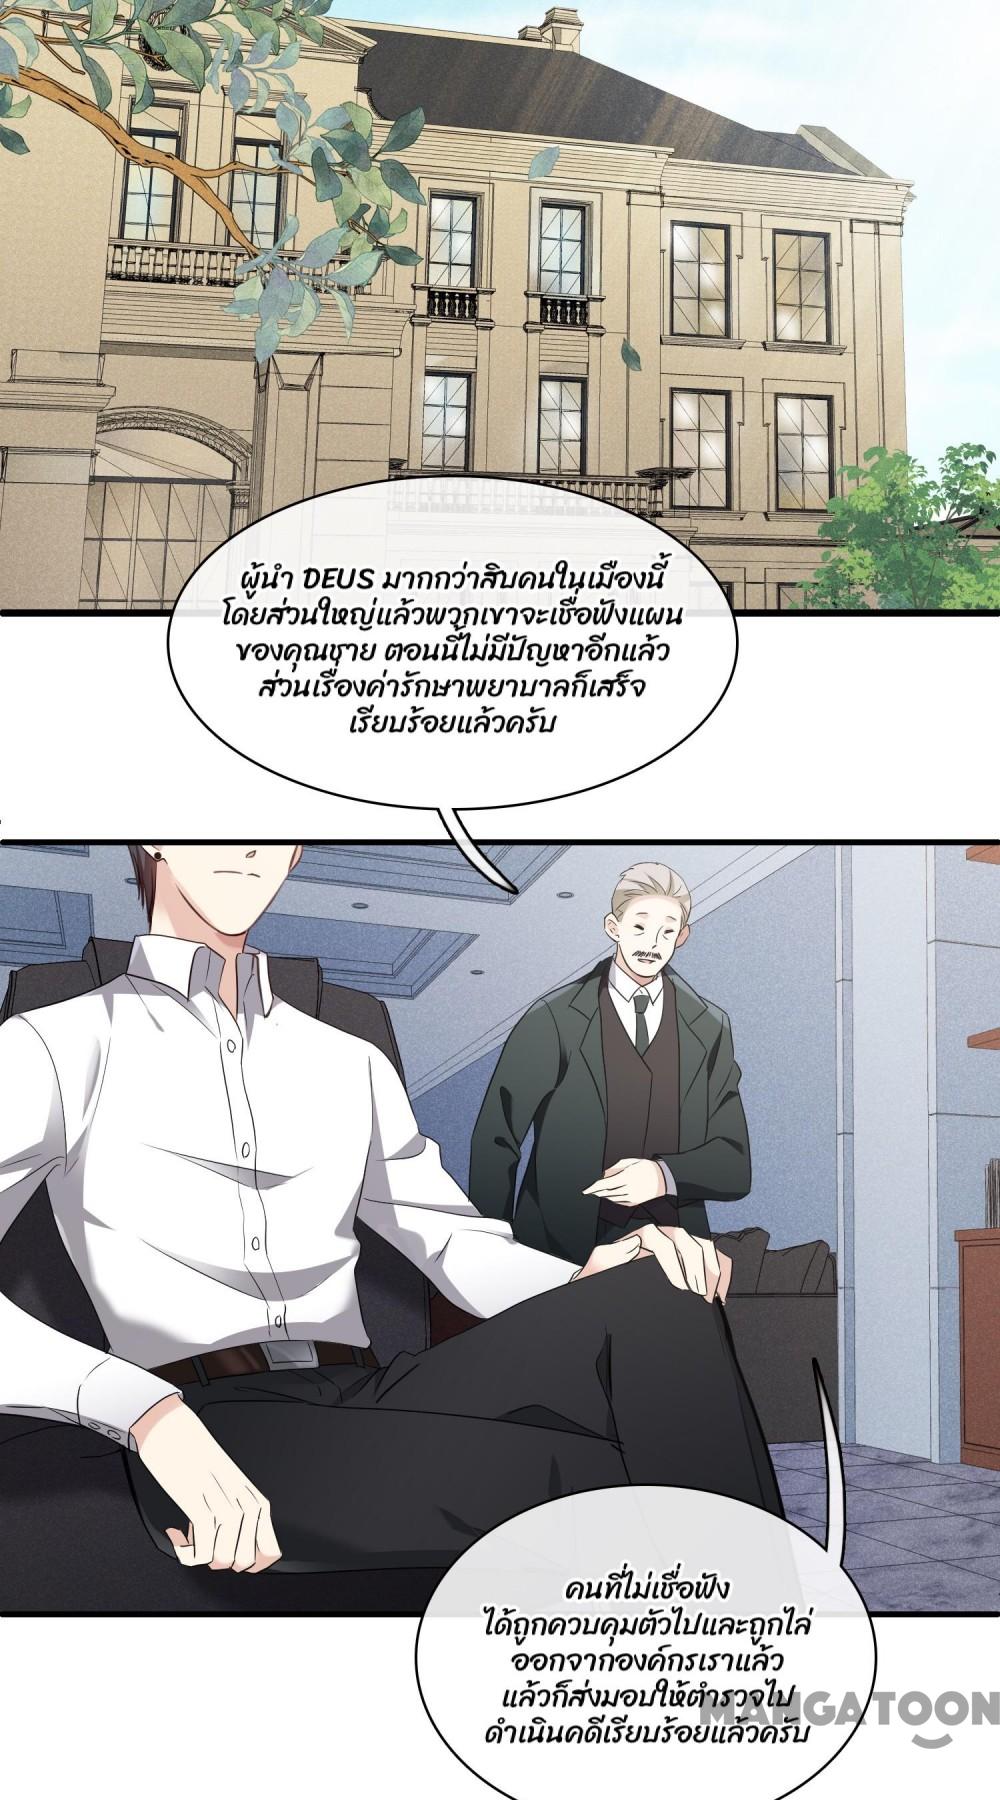 ผู้นำ DEUS มากกว่าสิบคนในเมืองนี้
โดยส่วนใหญ่แล้วพวกเขาจะเชื่อฟังแผน
ของคุณชาย ตอนนี้ไม่มีปัญหาอีกแล้ว
ส่วนเรื่องค่ารักษาพยาบาลก็เสร็จ
เรียบร้อยแล้วครับ
คนที่ไม่เชื่อฟัง
ได้ถูกควบคุมตัวไปและถูกไล่
ออกจากองค์กรเราแล้ว
แล้วก็ส่งมอบให้ตำรวจไป
ดำเนินคดีเรียบร้อยแล้วครับ
MANGATOON